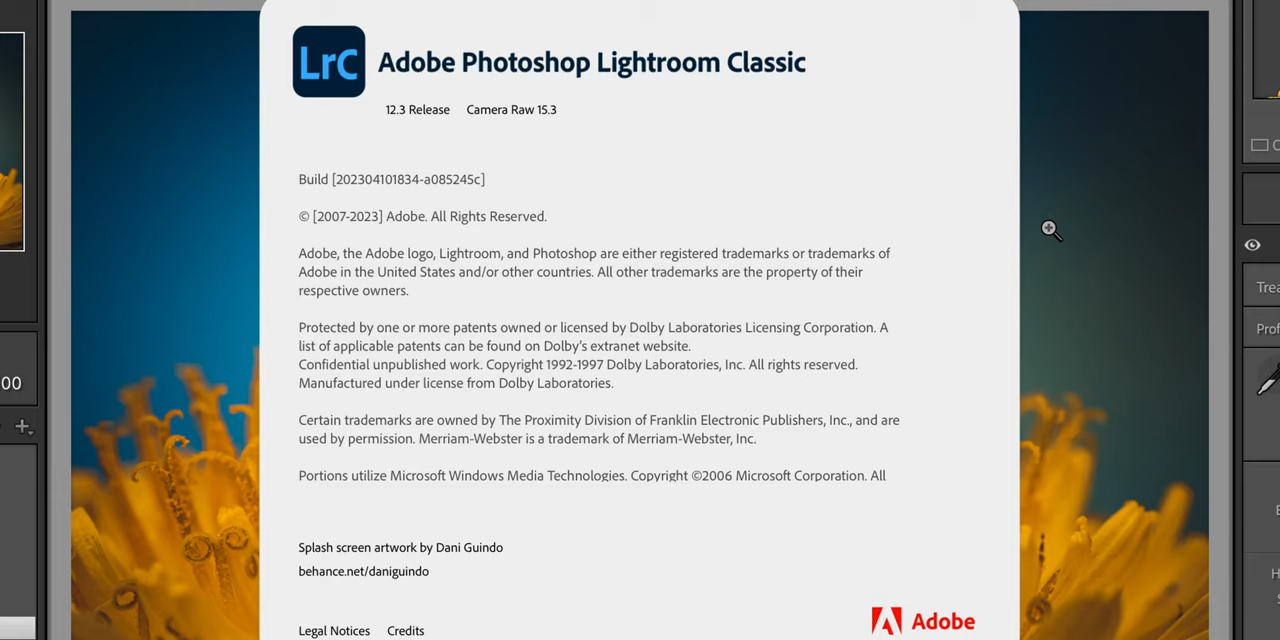 LrC Adobe Photoshop Lightroom Classic
12.3 Release Camera Raw 15.3
Build [202304101834-a085245c]
© [2007-2023] Adobe. All Rights Reserved.
Adobe, the Adobe logo, Lightroom, and Photoshop are either registered trademarks or trademarks of
Adobe in the United States and/or other countries. All other trademarks are the property of their
respective owners.
Protected by one or more patents owned or licensed by Dolby Laboratories Licensing Corporation. A
list of applicable patents can be found on Dolby's extranet website.
Confidential unpublished work. Copyright 1992-1997 Dolby Laboratories, Inc. All rights reserved.
Manufactured under license from Dolby Laboratories.
Certain trademarks are owned by The Proximity Division of Franklin Electronic Publishers, Inc., and are
used by permission. Merriam-Webster is a trademark of Merriam-Webster, Inc.
Portions utilize Microsoft Windows Media Technologies. Copyright ©2006 Microsoft Corporation. All
Splash screen artwork by Dani Guindo
behance.net/daniguindo
Legal Notices Credits
Adobe
00
Trea
Prof